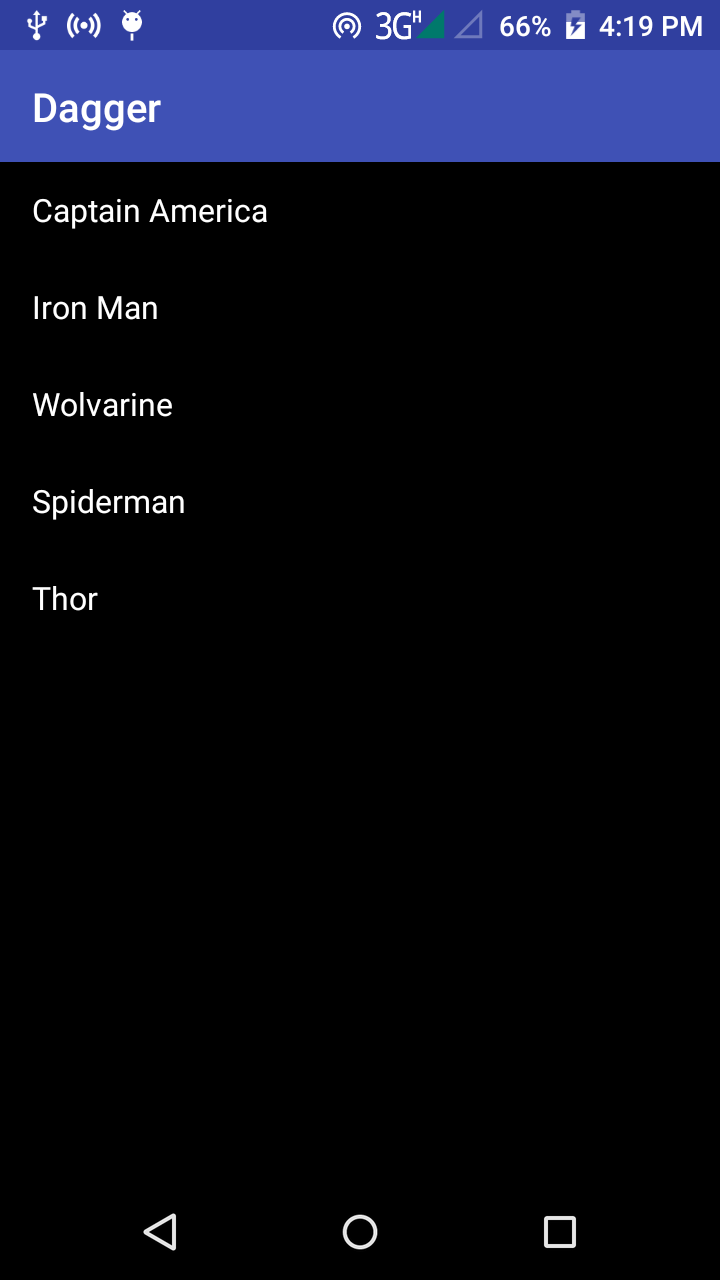 3G H 66% 4:19 PM
Dagger
Captain America
Iron Man
Wolvarine
Spiderman
Thor